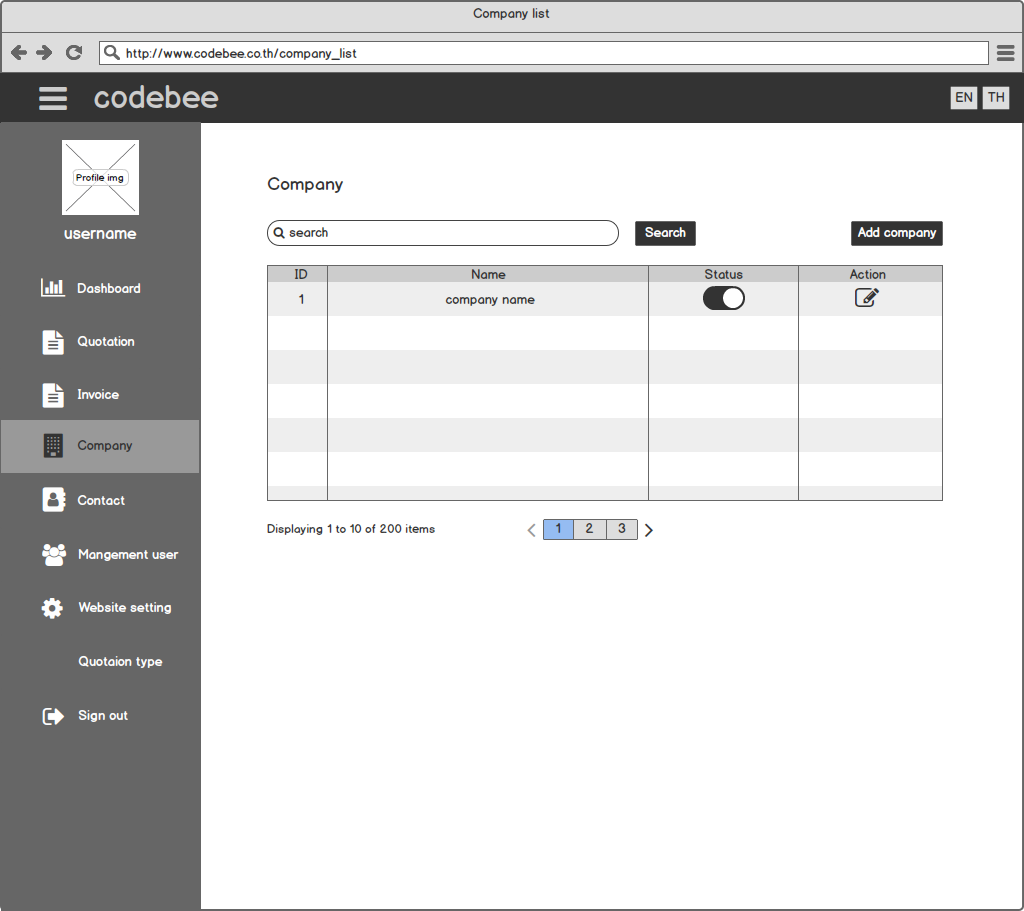 Company list
http://www.codebee.co.th/company_list
codebee
EN TH
Profile img
username
Dashboard
Quotation
Invoice
Company
Contact
Mangement user
Website setting
Quotaion type
Sign out
Company
search
Search
Add company
ID Name Status Action
1 company name
Displaying 1 to 10 of 200 items
1 2 3